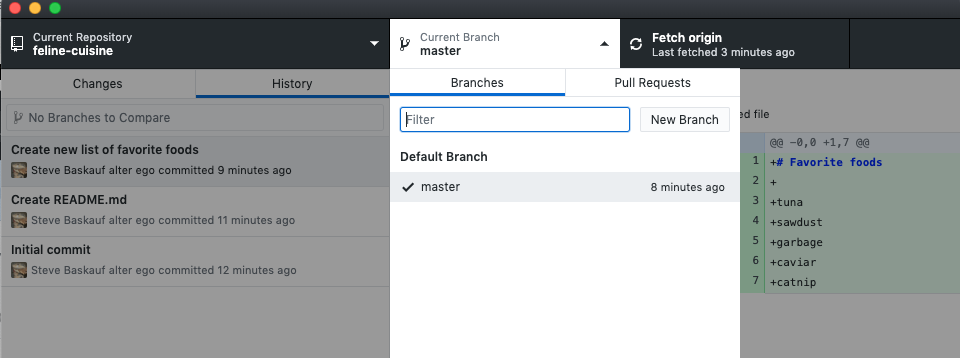 Current Repository
feline-cuisine
Current Branch
master
Fetch origin
Last fetched 3 minutes ago
Changes
History
No Branches to Compare
Create new list of favorite foods
Steve Baskauf alter ego committed 9 minutes ago
Create README.md
Steve Baskauf alter ego committed 11 minutes ago
Initial commit
Steve Baskauf alter ego committed 12 minutes ago
Branches
Pull Requests
Filter
New Branch
Default Branch
master
8 minutes ago
ed file
@@ -0,0 +1,7 @@
1 +# Favorite foods
2 +
3 +tuna
4 +sawdust
5 +garbage
6 +caviar
7 +catnip